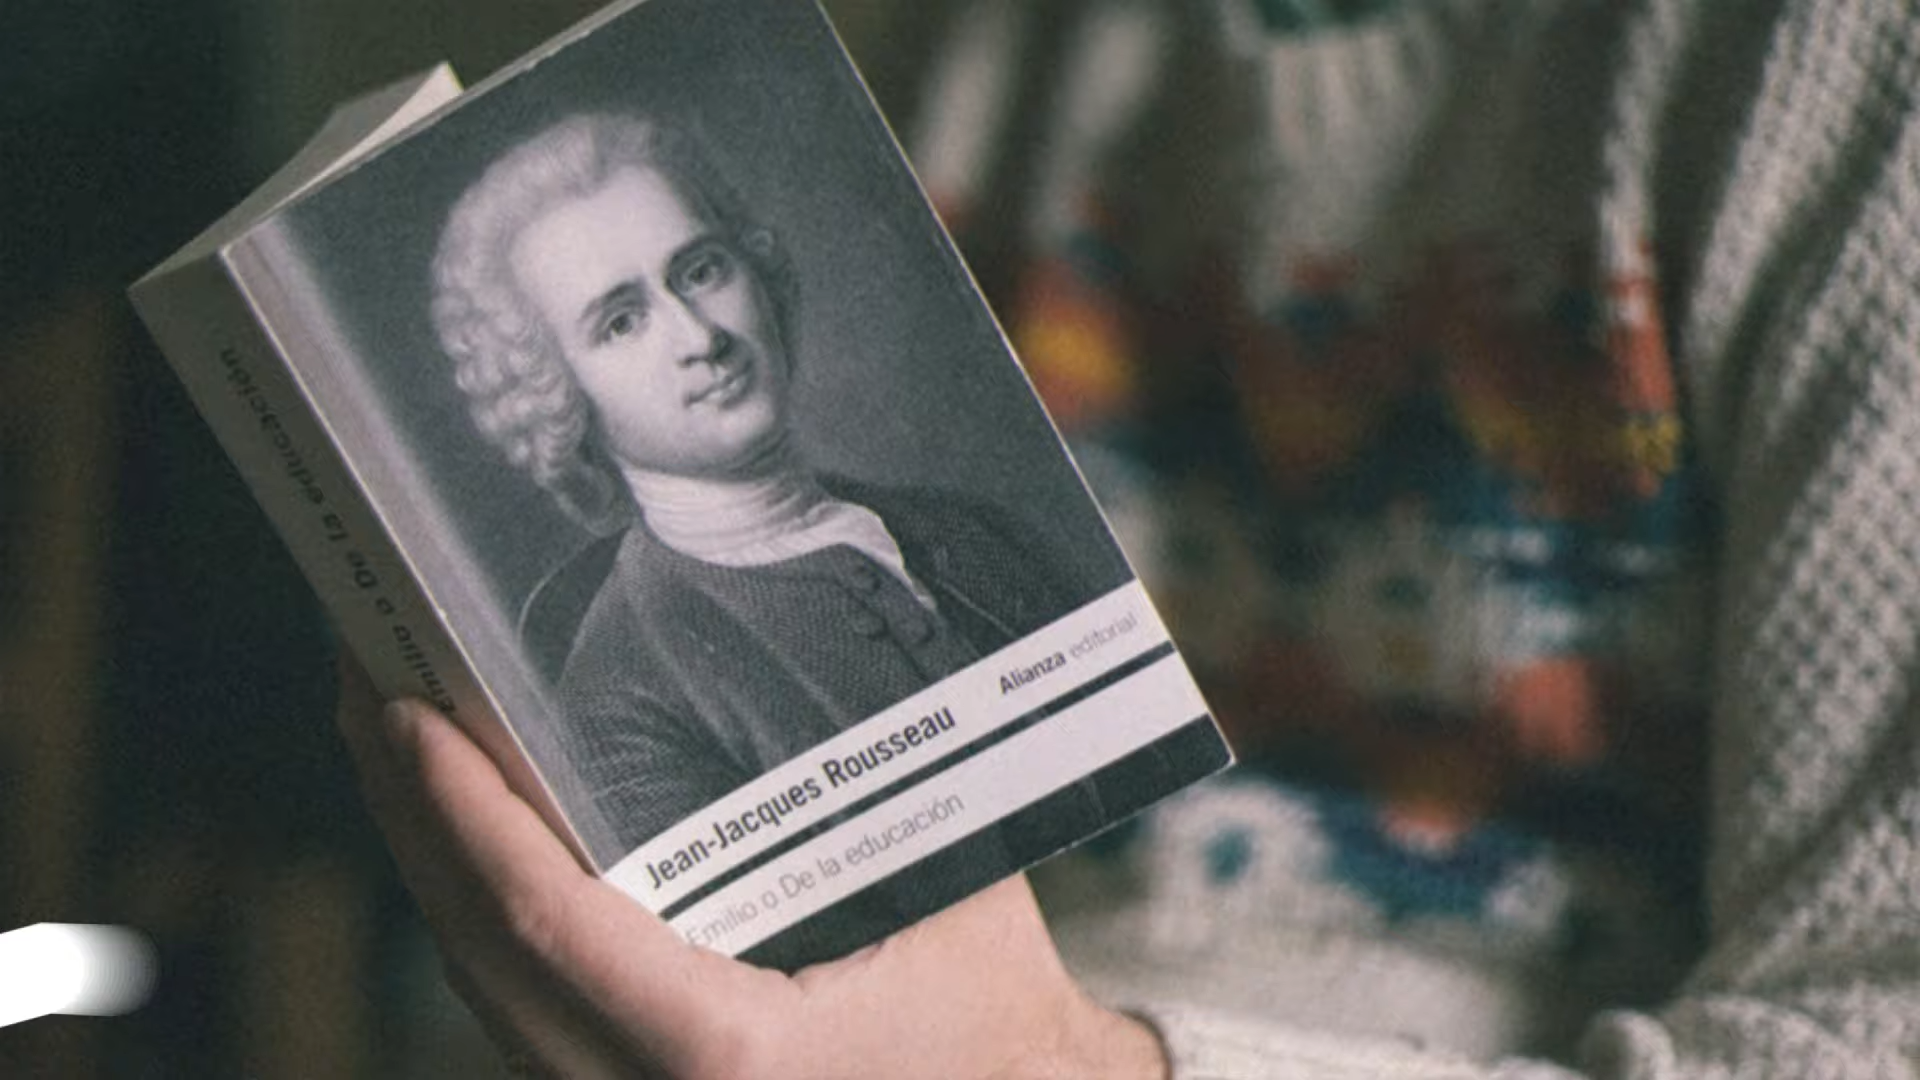 Emilio o De la educación
Alianza editorial
Jean-Jacques Rousseau
Emilio o De la educación